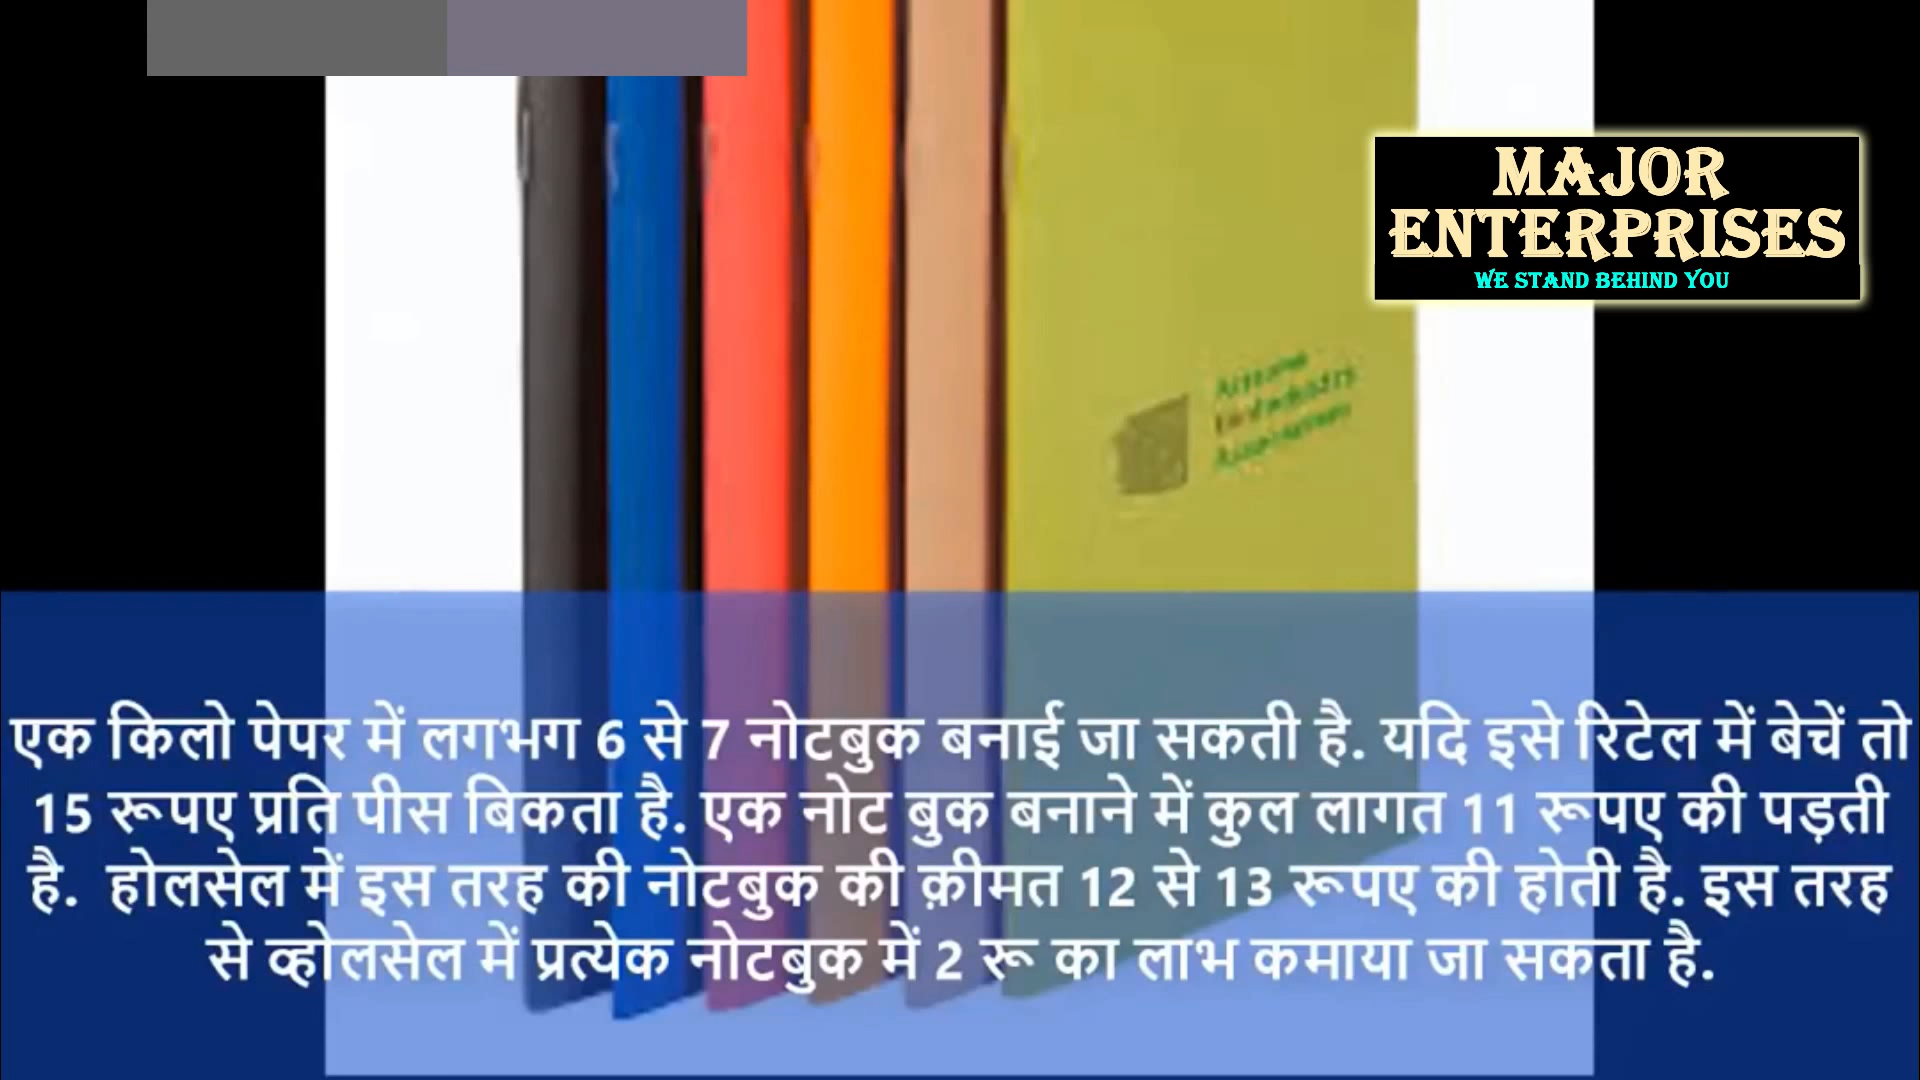 MAJOR
ENTERPRISES
WE STAND BEHIND YOU
एक किलो पेपर में लगभग 6 से 7 नोटबुक बनाई जा सकती है. यदि इसे रिटेल में बेचें तो
15 रूपए प्रति पीस बिकता है. एक नोट बुक बनाने में कुल लागत 11 रूपए की पड़ती
है. होलसेल में इस तरह की नोटबुक की क़ीमत 12 से 13 रूपए की होती है. इस तरह
से व्होलसेल में प्रत्येक नोटबुक में 2 रू का लाभ कमाया जा सकता है.